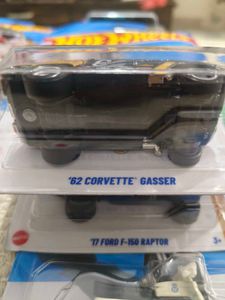 Hot Wheels
'62 CORVETTE GASSER
'17 FORD F-150 RAPTOR
3+